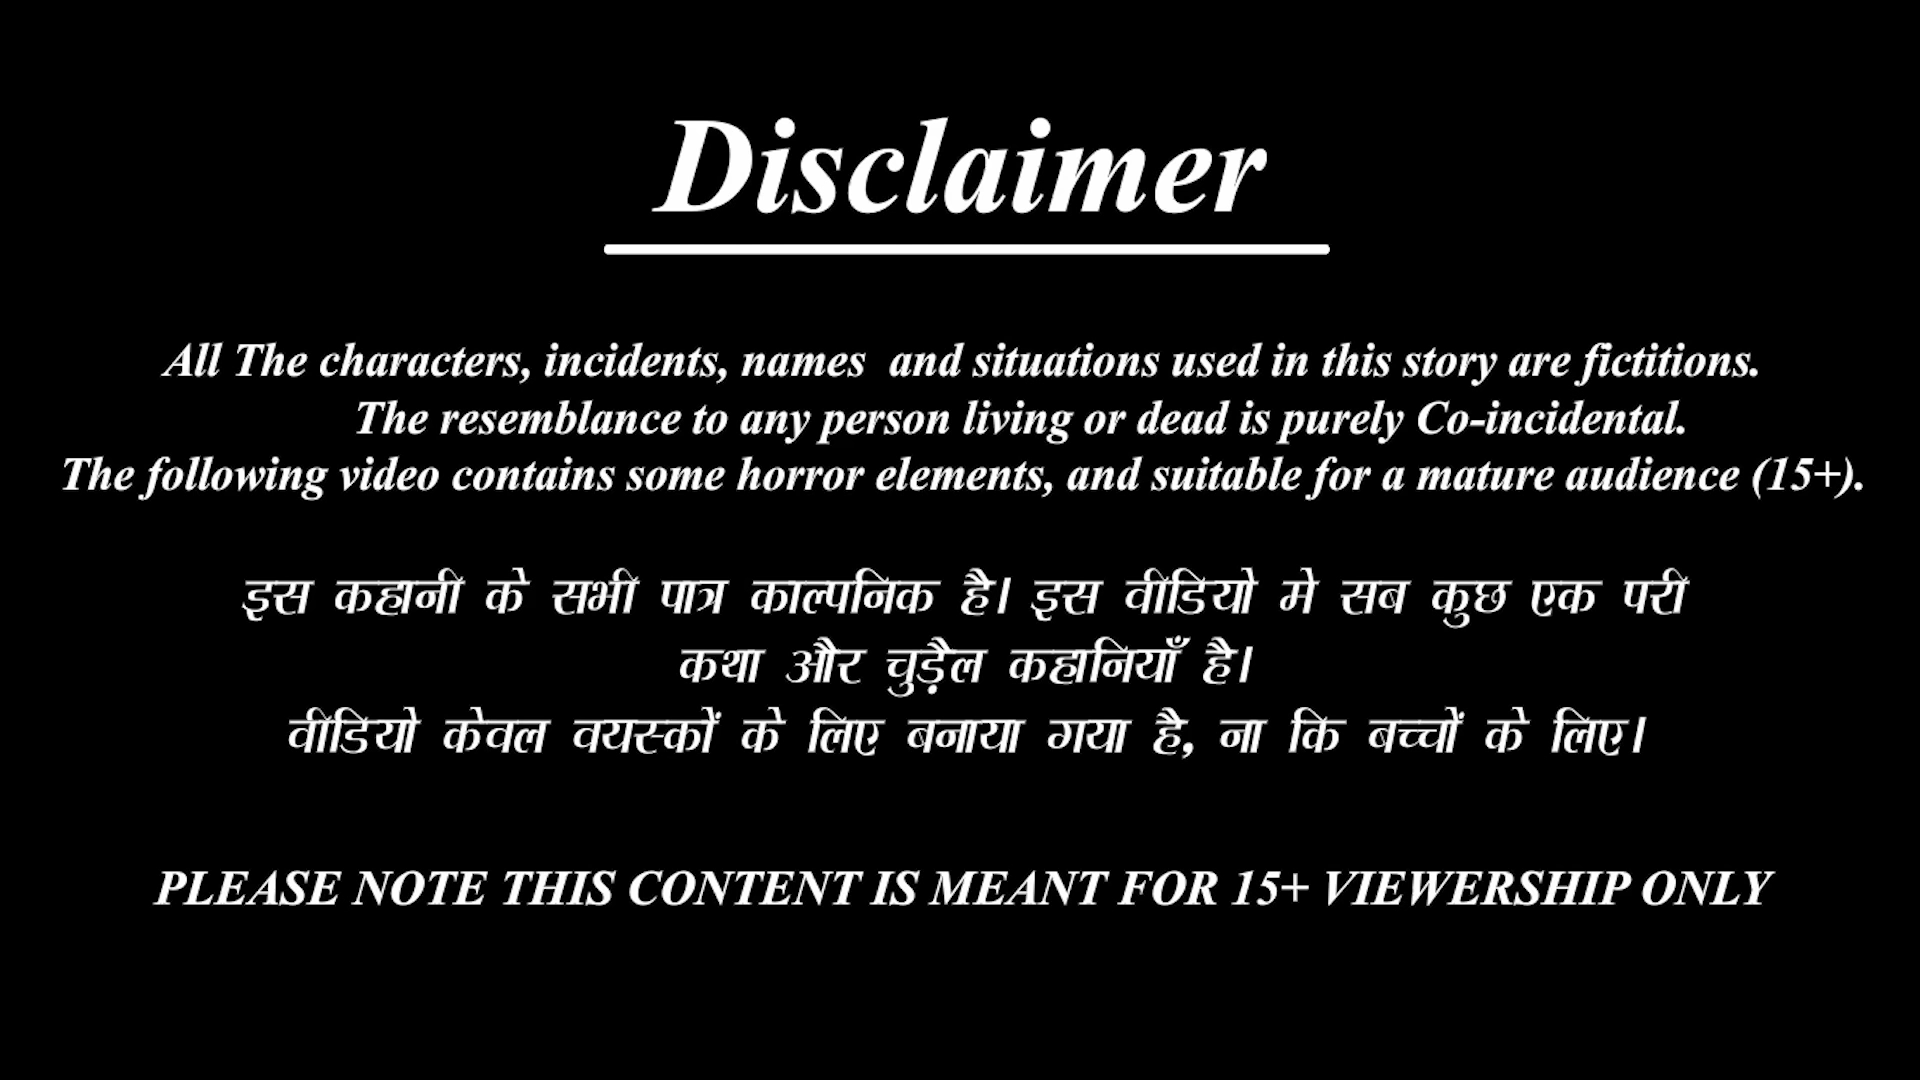 Disclaimer
All The characters, incidents, names and situations used in this story are fictitions.
The resemblance to any person living or dead is purely Co-incidental.
The following video contains some horror elements, and suitable for a mature audience (15+).
इस कहानी के सभी पात्र काल्पनिक है। इस वीडियो मे सब कुछ एक परी
कथा और चुड़ैल कहानियाँ है।
वीडियो केवल वयस्कों के लिए बनाया गया है, ना कि बच्चों के लिए।
PLEASE NOTE THIS CONTENT IS MEANT FOR 15+ VIEWERSHIP ONLY